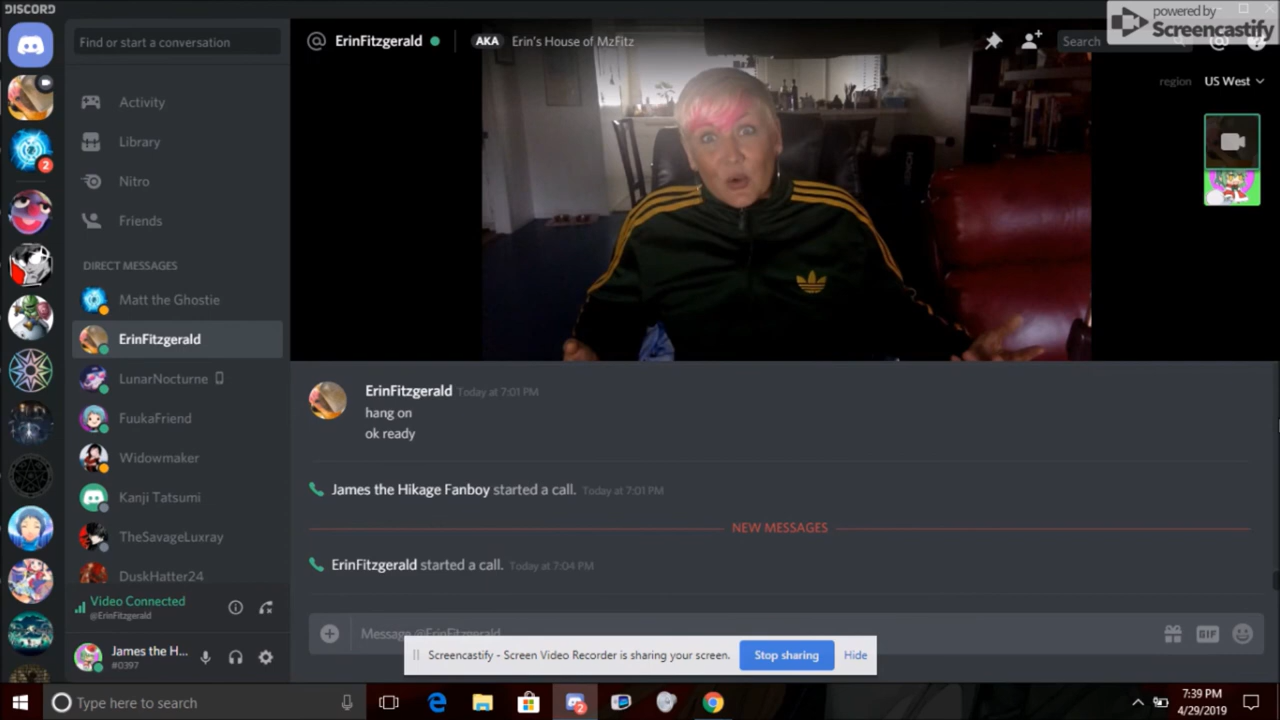 DISCORD
powered by
Screencastify
Find or start a conversation
ErinFitzgerald
AKA Erin's House of MzFitz
Search
region US West
Activity
Library
Nitro
Friends
DIRECT MESSAGES
2
Matt the Ghostie
ErinFitzgerald
LunarNocturne
FuukaFriend
Widowmaker
Kanji Tatsumi
TheSavageLuxray
DuskHatter24
Video Connected
@ErinFitzgerald
James the H...
#0397
ErinFitzgerald Today at 7:01 PM
hang on
ok ready
James the Hikage Fanboy started a call. Today at 7:01 PM
NEW MESSAGES
ErinFitzgerald started a call. Today at 7:04 PM
Message @ErinFitzgerald
GIF
Screencastify - Screen Video Recorder is sharing your screen.
Stop sharing
Hide
Type here to search
2
7:39 PM
4/29/2019